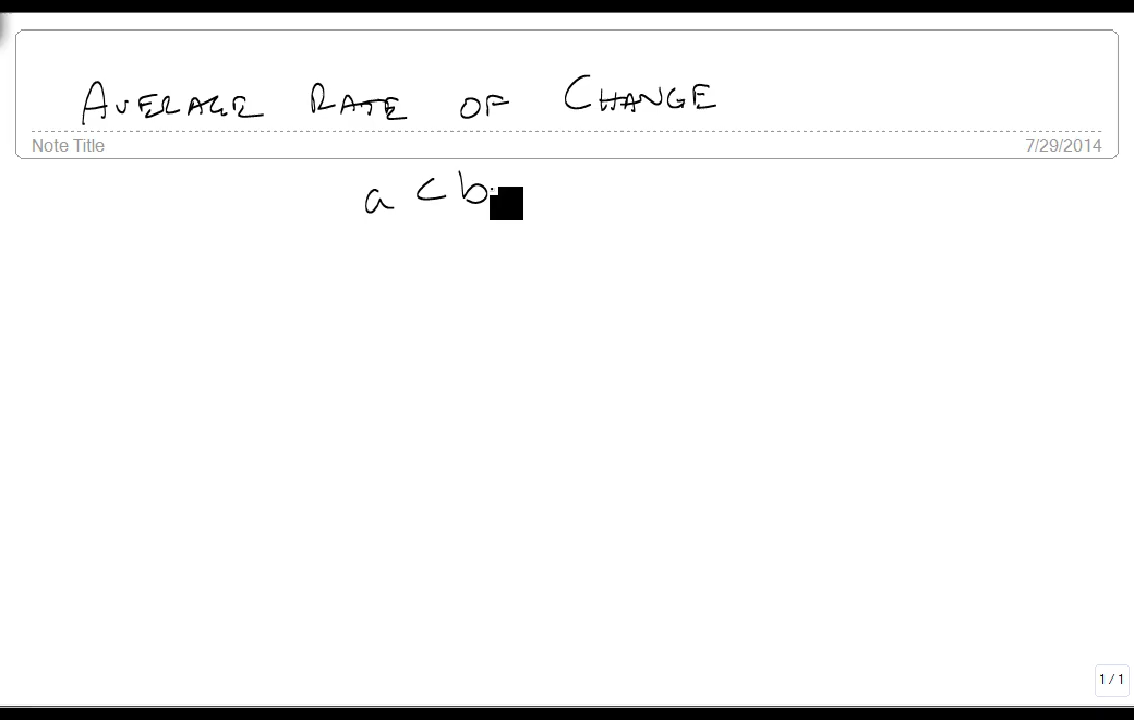 AVERAGE RATE OF CHANGE
Note Title 7/29/2014
a < b
1 / 1